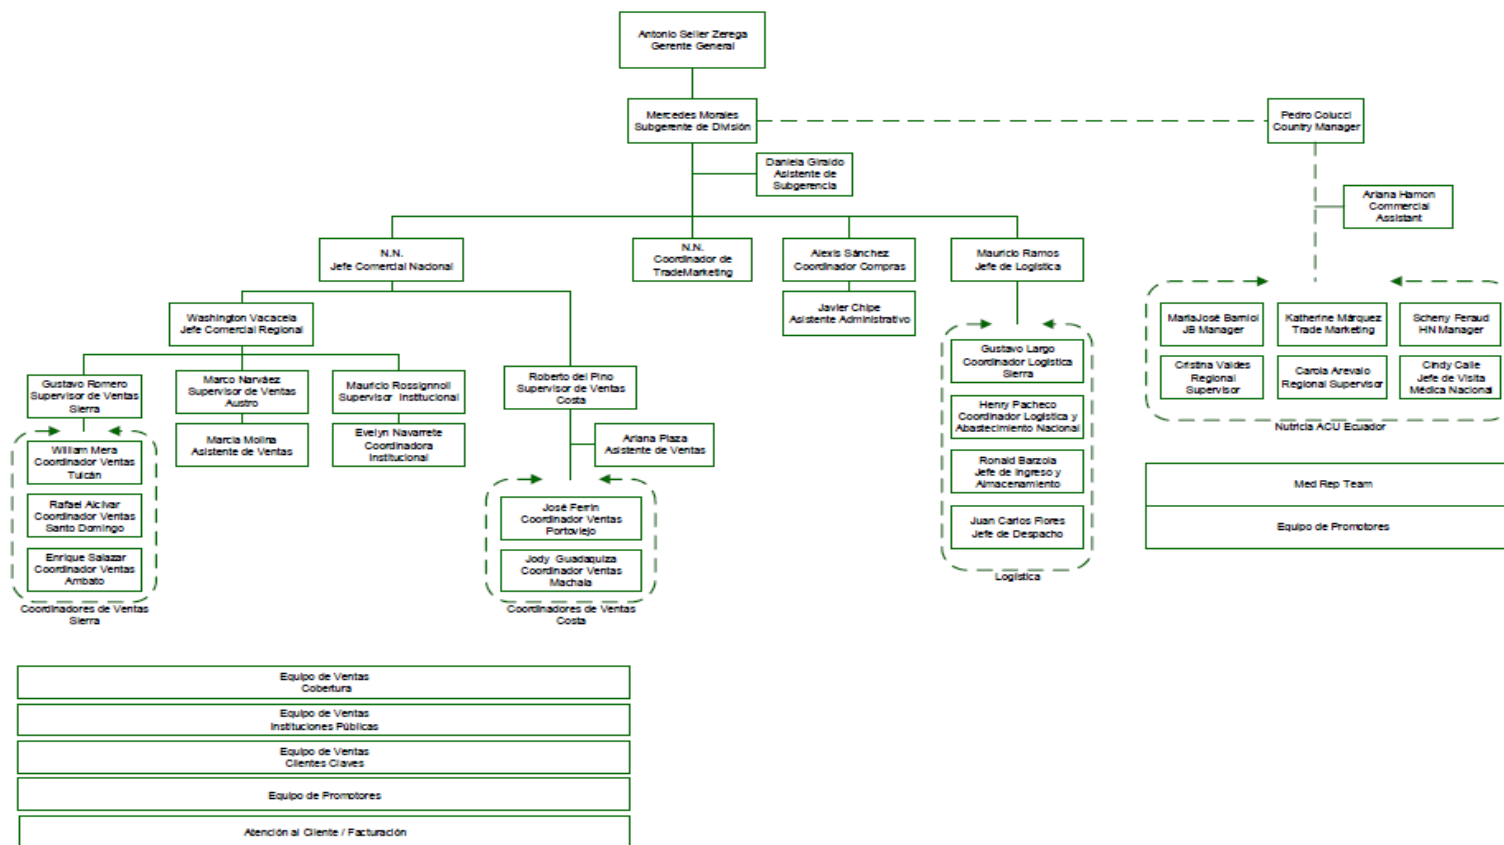 Antonio Seller Zerega
Gerente General
Mercedes Morales
Subgerente de División
Pedro Colucci
Country Manager
Daniela Giraldo
Asistente de
Subgerencia
Ariana Hamon
Commercial
Assistant
N.N.
Jefe Comercial Nacional
N.N.
Coordinador de
TradeMarketing
Alexis Sánchez
Coordinador Compras
Mauricio Ramos
Jefe de Logística
Javier Chipe
Asistente Administrativo
Washington Vacacela
Jefe Comercial Regional
Gustavo Romero
Supervisor de Ventas
Sierra
Marco Narváez
Supervisor de Ventas
Austro
Mauricio Rossignnoli
Supervisor Institucional
Roberto del Pino
Supervisor de Ventas
Costa
Marcia Molina
Asistente de Ventas
Evelyn Navarrete
Coordinadora
Institucional
Ariana Plaza
Asistente de Ventas
William Mera
Coordinador Ventas
Tulcán
Rafael Alcivar
Coordinador Ventas
Santo Domingo
Enrique Salazar
Coordinador Ventas
Ambato
Coordinadores de Ventas
Sierra
José Ferrin
Coordinador Ventas
Portoviejo
Jody Guadaquiza
Coordinador Ventas
Machala
Coordinadores de Ventas
Costa
Gustavo Largo
Coordinador Logística
Sierra
Henry Pacheco
Coordinador Logística y
Abastecimiento Nacional
Ronald Barzola
Jefe de Ingreso y
Almacenamiento
Juan Carlos Flores
Jefe de Despacho
Logística
MariaJosé Barniol
JB Manager
Katherine Márquez
Trade Marketing
Scheny Feraud
HN Manager
Cristina Valdes
Regional
Supervisor
Carola Arevalo
Regional Supervisor
Cindy Calle
Jefe de Visita
Médica Nacional
Nutricia ACU Ecuador
Med Rep Team
Equipo de Promotores
Equipo de Ventas
Cobertura
Equipo de Ventas
Instituciones Públicas
Equipo de Ventas
Clientes Claves
Equipo de Promotores
Atención al Cliente / Facturación